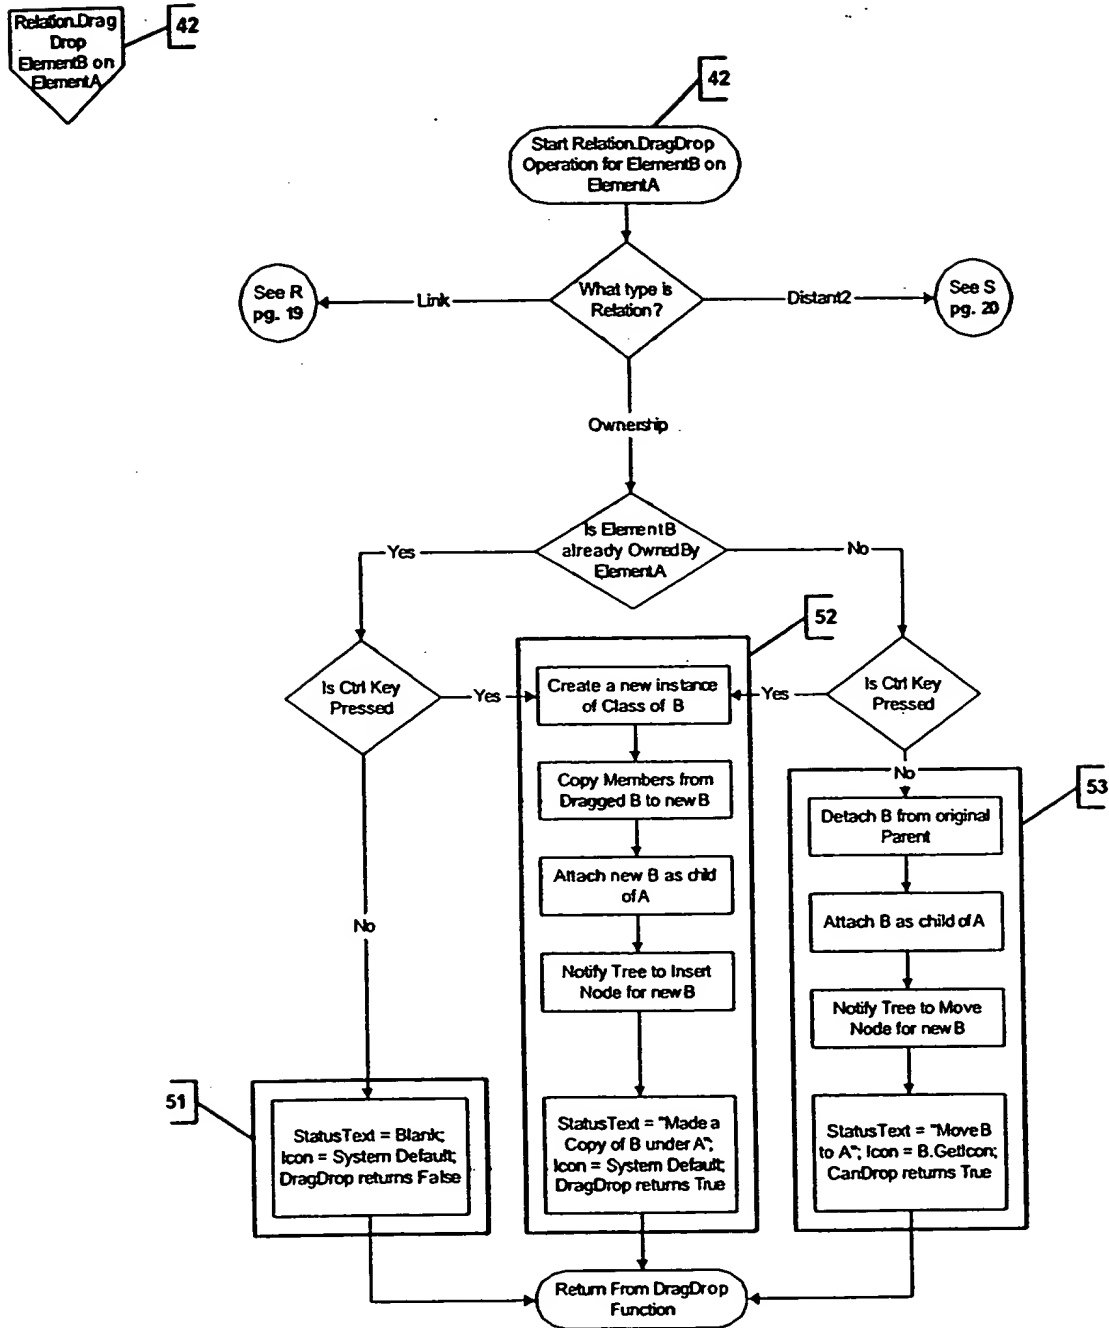 Relation.Drag
Drop
ElementB on
ElementA
42
42
Start Relation.DragDrop
Operation for ElementB on
ElementA
What type is
Relation?
Link
See R
pg. 19
Distant2
See S
pg. 20
Ownership
Is ElementB
already OwnedBy
ElementA
Yes
No
52
Is Ctrl Key
Pressed
Yes
Create a new instance
of Class of B
Yes
Is Ctrl Key
Pressed
No
53
Copy Members from
Dragged B to new B
Detach B from original
Parent
Attach new B as child
of A
Attach B as child of A
No
Notify Tree to Insert
Node for new B
Notify Tree to Move
Node for new B
51
StatusText = Blank;
Icon = System Default;
DragDrop returns False
StatusText = "Made a
Copy of B under A";
Icon = System Default;
DragDrop returns True
StatusText = "Move B
to A"; Icon = B.GetIcon;
CanDrop returns True
Return From DragDrop
Function